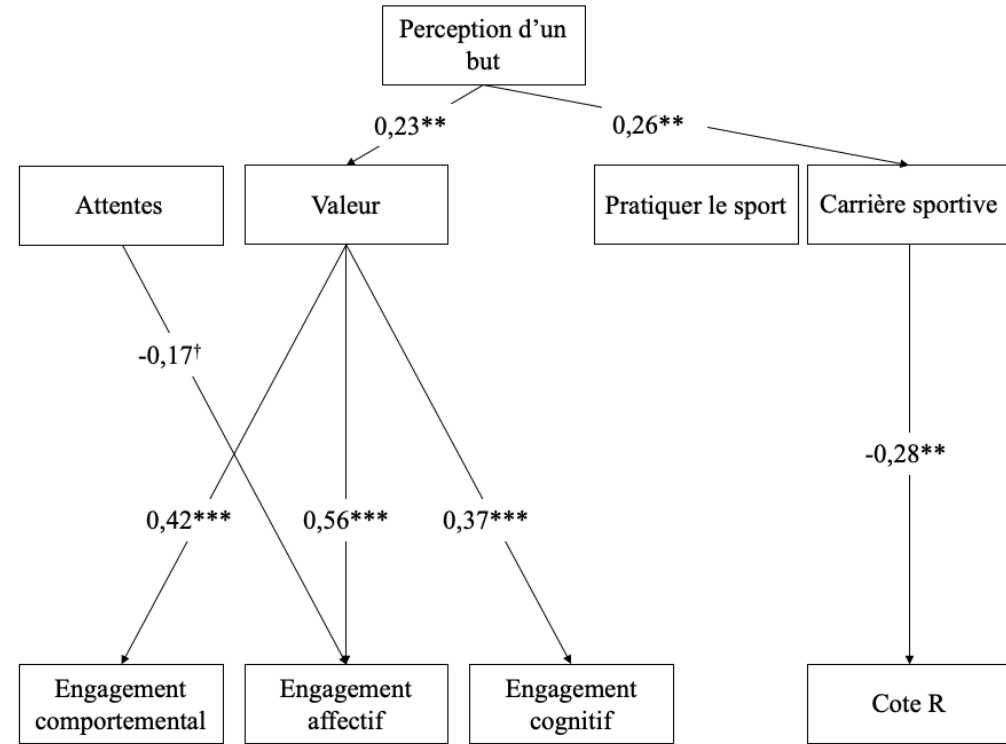 Perception d’un
but
0,23**
0,26**
Attentes
Valeur
Pratiquer le sport
Carrière sportive
-0,17†
-0,28**
0,42***
0,56***
0,37***
Engagement
comportemental
Engagement
affectif
Engagement
cognitif
Cote R